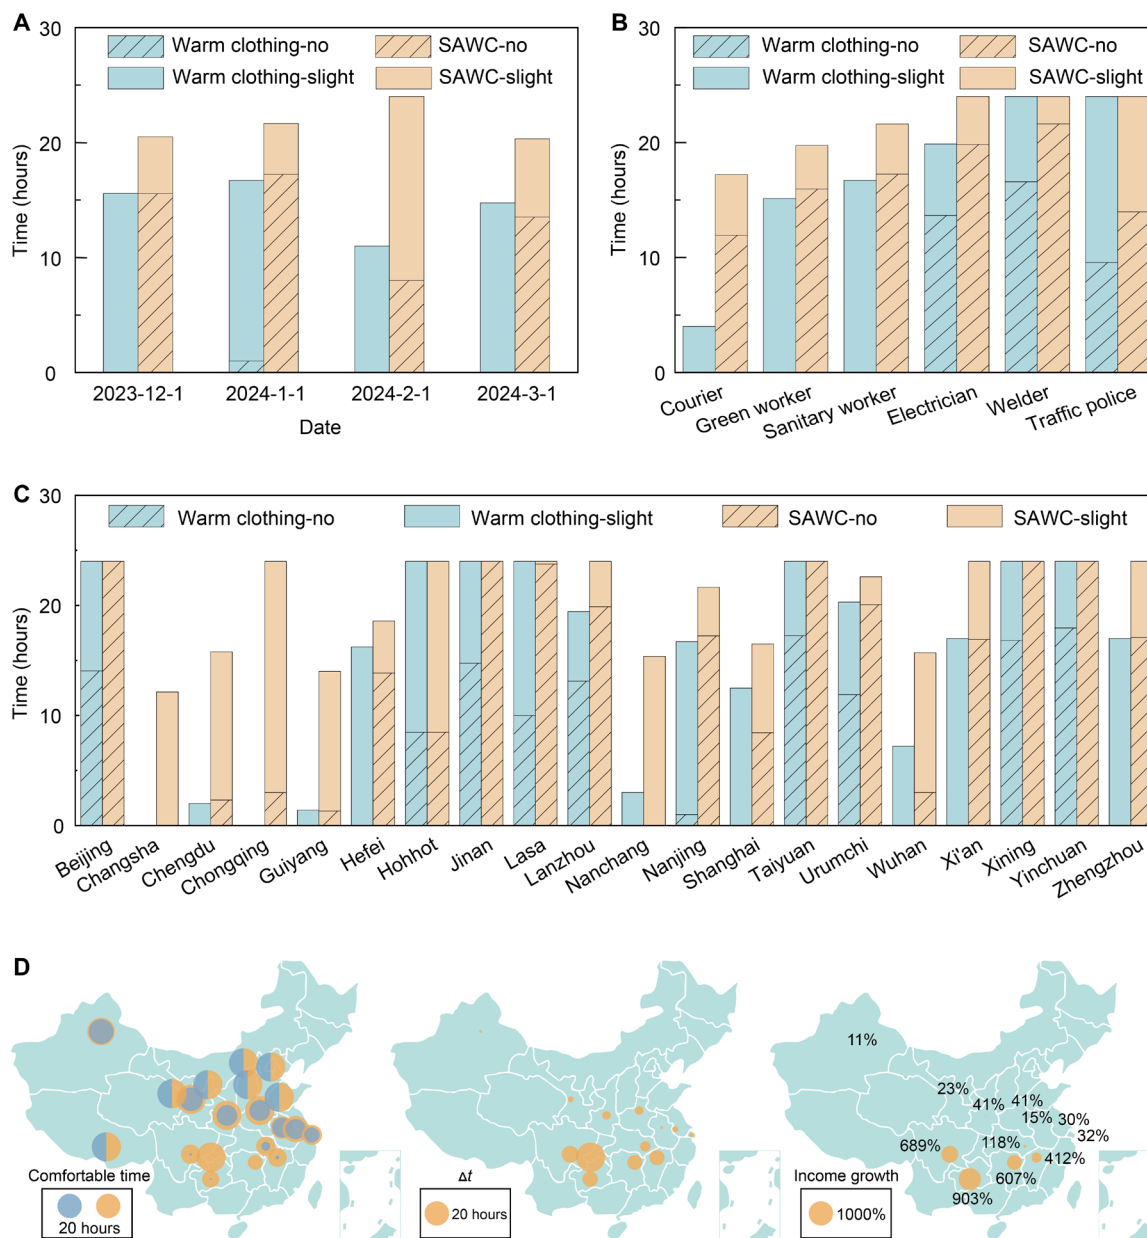 A
30
20
10
0
Time (hours)
Warm clothing-no
SAWC-no
Warm clothing-slight
SAWC-slight
2023-12-1
2024-1-1
2024-2-1
2024-3-1
Date
B
30
20
10
0
Time (hours)
Warm clothing-no
SAWC-no
Warm clothing-slight
SAWC-slight
Courier
Green worker
Sanitary worker
Electrician
Welder
Traffic police
C
30
20
10
0
Time (hours)
Warm clothing-no
Warm clothing-slight
SAWC-no
SAWC-slight
Beijing
Changsha
Chengdu
Chongqing
Guiyang
Hefei
Hohhot
Jinan
Lasa
Lanzhou
Nanchang
Nanjing
Shanghai
Taiyuan
Urumchi
Wuhan
Xi'an
Xining
Yinchuan
Zhengzhou
D
Comfortable time
20 hours
Δt
20 hours
11%
23%
41%
41%
15%
30%
32%
118%
689%
412%
607%
903%
Income growth
1000%